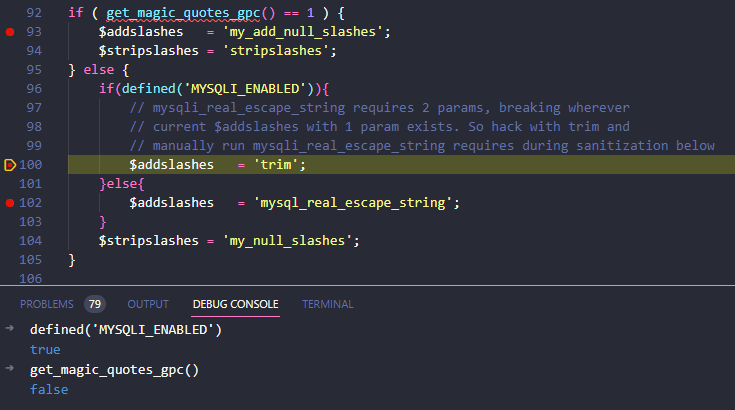 92 if ( get_magic_quotes_gpc() == 1 ) {
93 $addslashes = 'my_add_null_slashes';
94 $stripslashes = 'stripslashes';
95 } else {
96 if(defined('MYSQLI_ENABLED')){
97 // mysqli_real_escape_string requires 2 params, breaking wherever
98 // current $addslashes with 1 param exists. So hack with trim and
99 // manually run mysqli_real_escape_string requires during sanitization below
100 $addslashes = 'trim';
101 }else{
102 $addslashes = 'mysql_real_escape_string';
103 }
104 $stripslashes = 'my_null_slashes';
105 }
106
PROBLEMS 79 OUTPUT DEBUG CONSOLE TERMINAL
defined('MYSQLI_ENABLED')
true
get_magic_quotes_gpc()
false